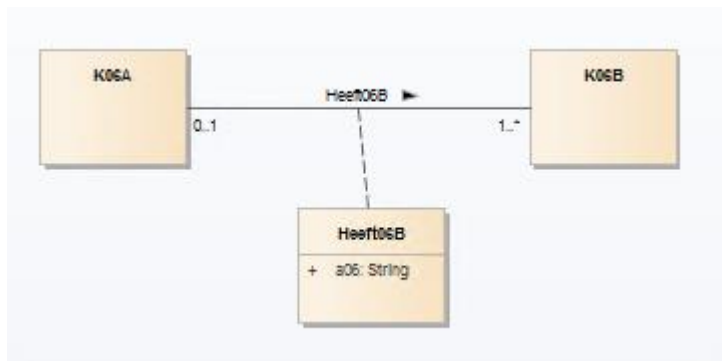 K06A
K06B
Heeft06B ►
0..1
1..*
Heeft06B
+ a06: String